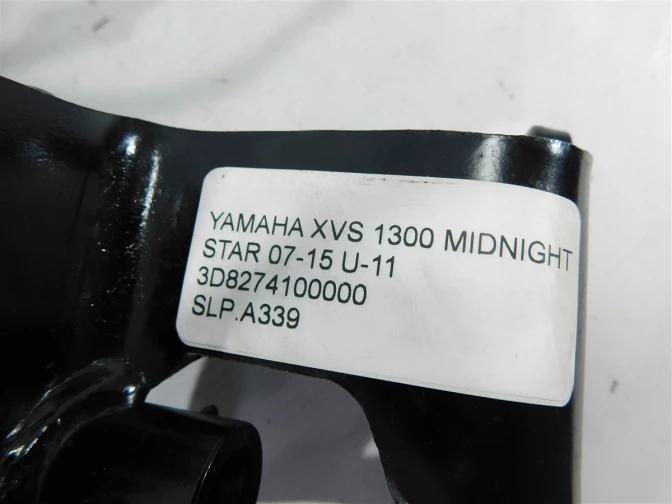 YAMAHA XVS 1300 MIDNIGHT
STAR 07-15 U-11
3D8274100000
SLP.A339